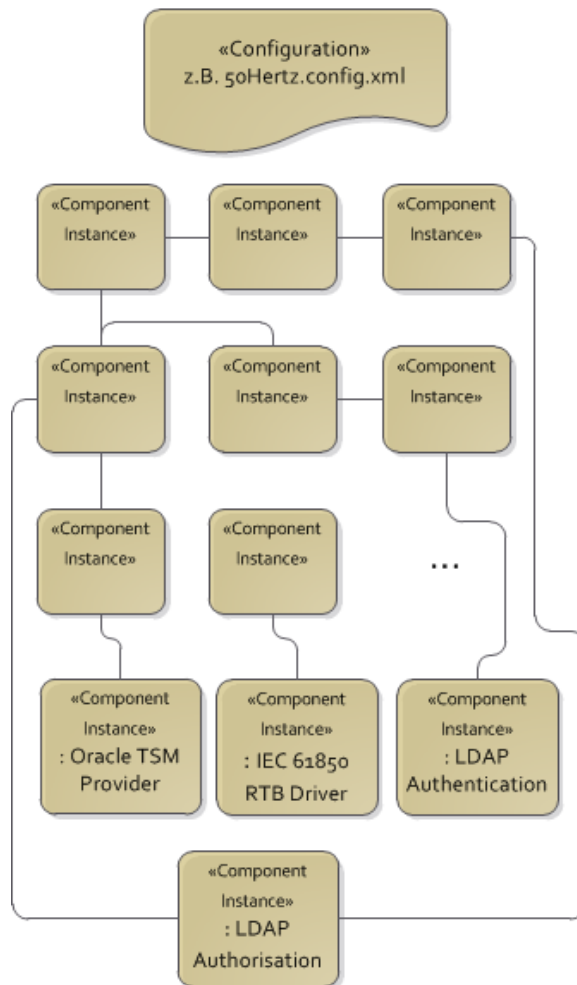 «Configuration»
z.B. 50Hertz.config.xml
«Component
Instance»
«Component
Instance»
«Component
Instance»
«Component
Instance»
«Component
Instance»
«Component
Instance»
«Component
Instance»
«Component
Instance»
...
«Component
Instance»
: Oracle TSM
Provider
«Component
Instance»
: IEC 61850
RTB Driver
«Component
Instance»
: LDAP
Authentication
«Component
Instance»
: LDAP
Authorisation